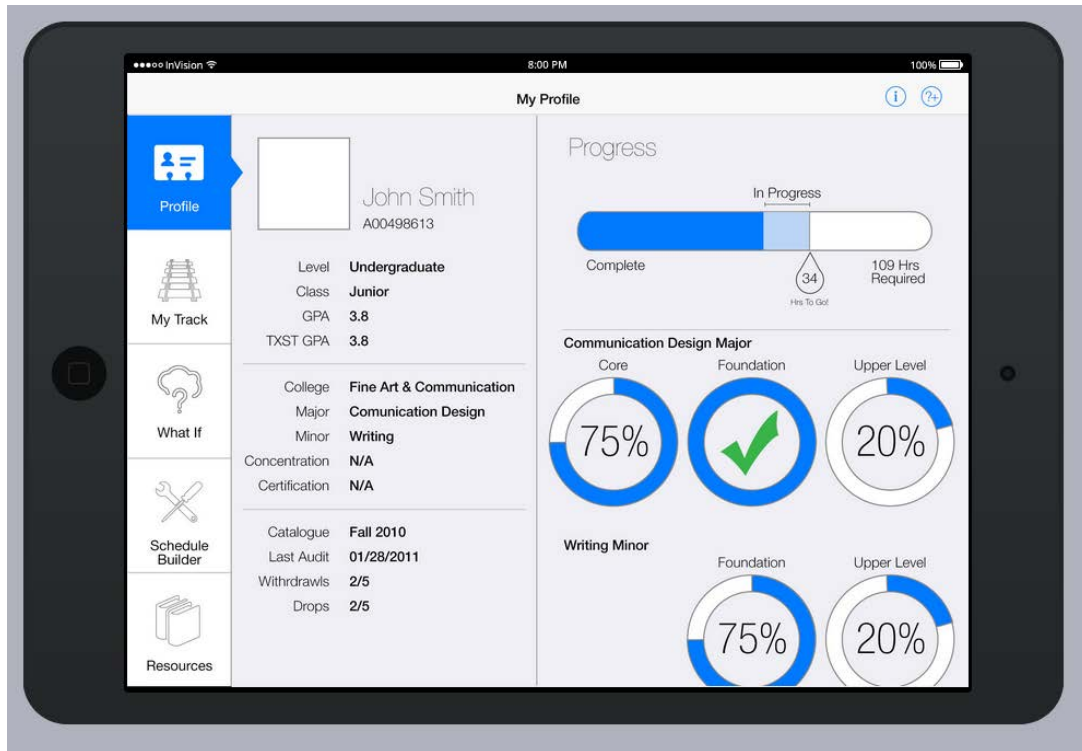 InVision
8:00 PM
100%
My Profile
i
?+
Profile
My Track
What If
Schedule
Builder
Resources
John Smith
A00498613
Level Undergraduate
Class Junior
GPA 3.8
TXST GPA 3.8
College Fine Art & Communication
Major Comunication Design
Minor Writing
Concentration N/A
Certification N/A
Catalogue Fall 2010
Last Audit 01/28/2011
Withrdrawls 2/5
Drops 2/5
Progress
In Progress
Complete
34
Hrs To Go!
109 Hrs
Required
Communication Design Major
Core
Foundation
Upper Level
75%
20%
Writing Minor
Foundation
Upper Level
75%
20%